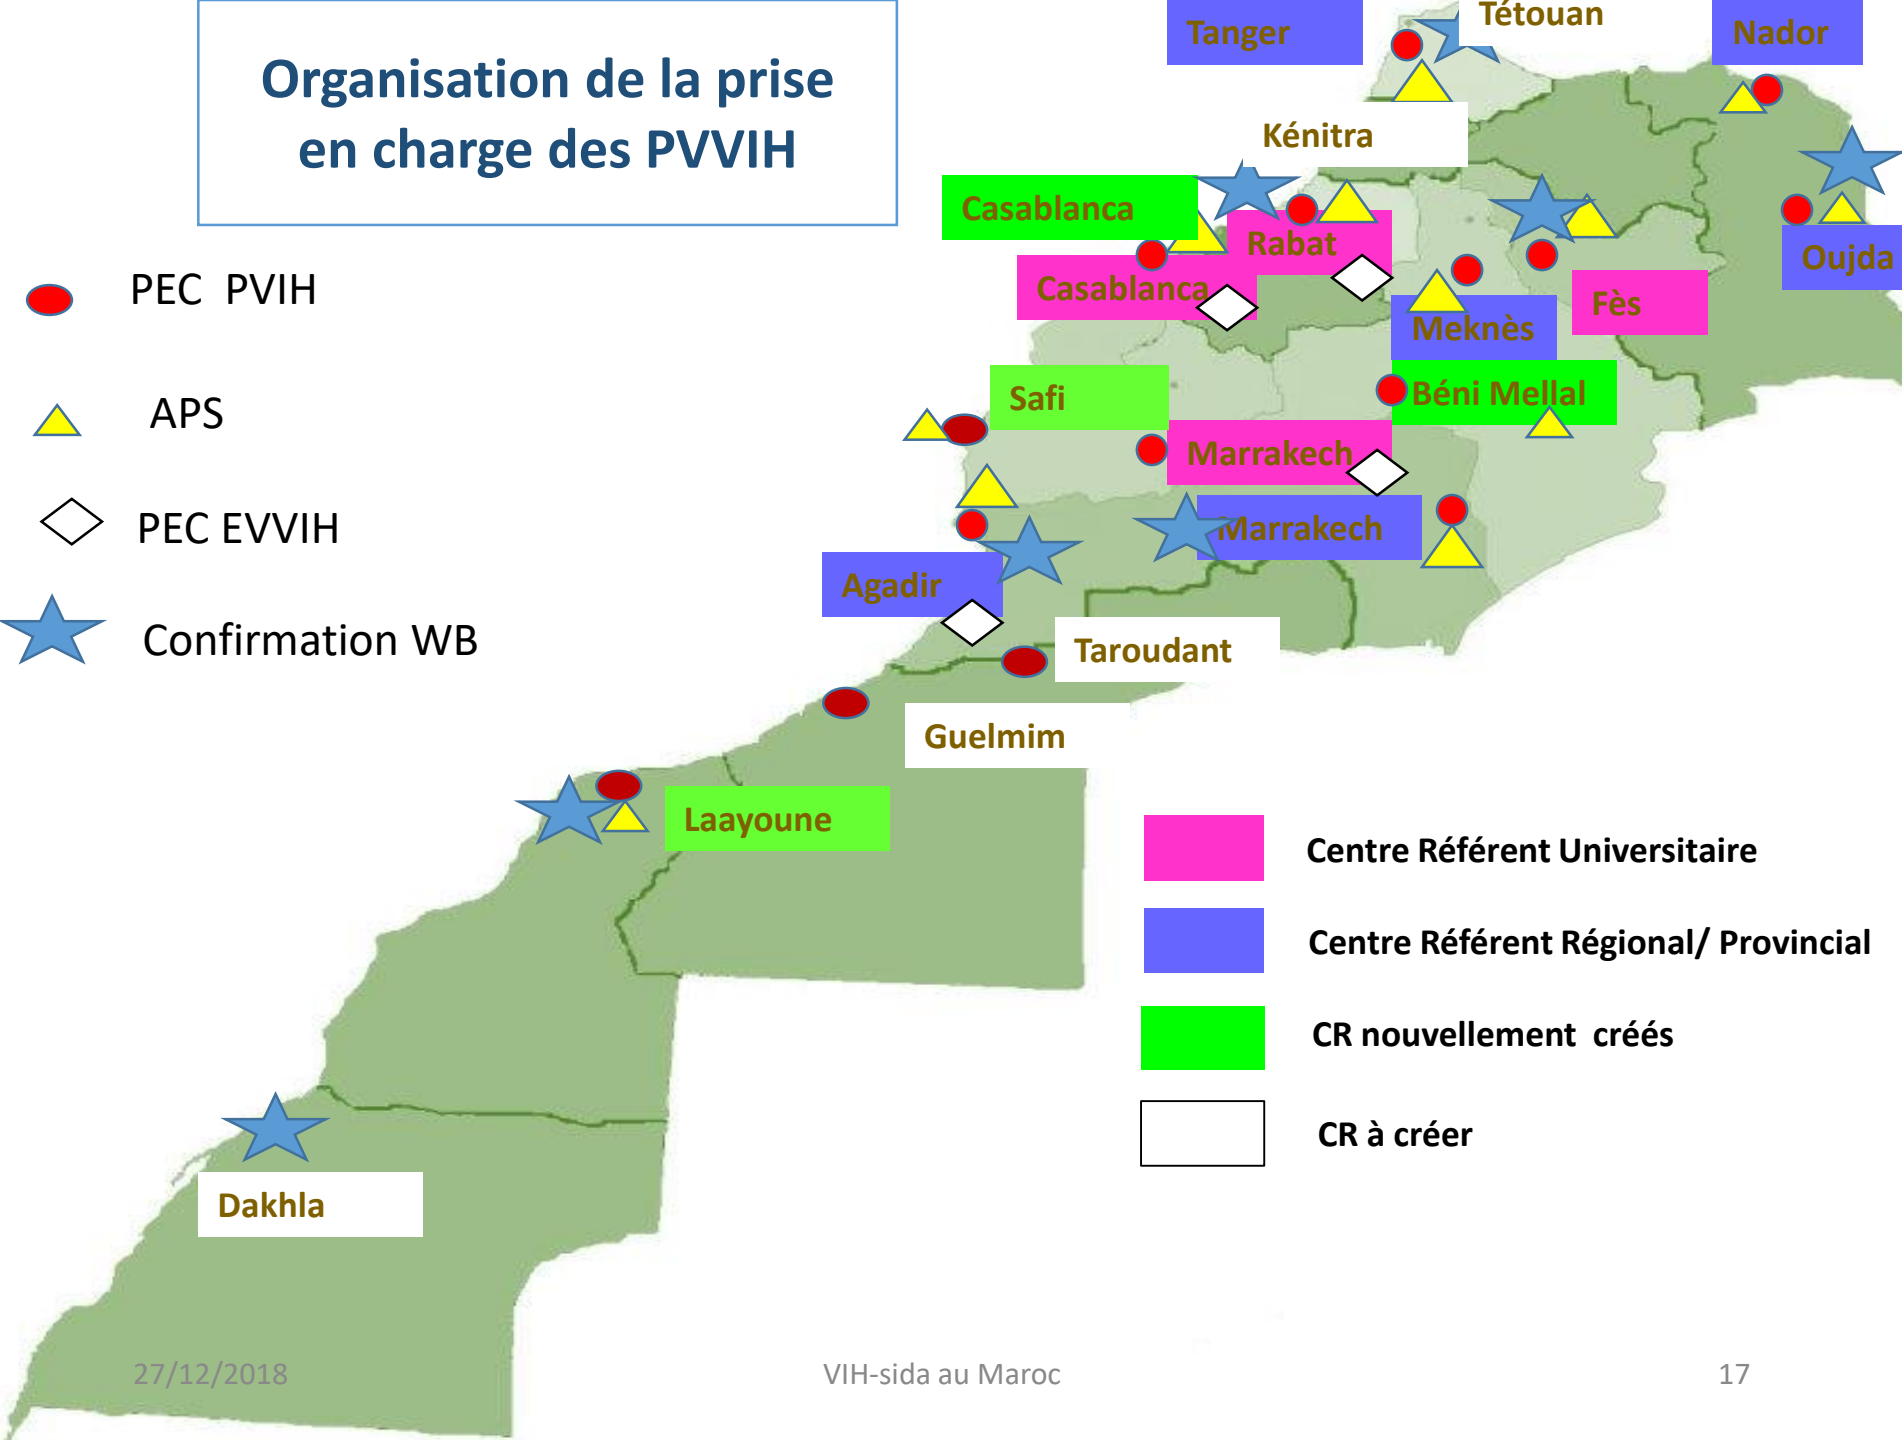 Organisation de la prise
en charge des PVVIH
PEC PVIH
APS
PEC EVVIH
Confirmation WB
Tanger
Tétouan
Nador
Kénitra
Casablanca
Rabat
Casablanca
Oujda
Fès
Meknès
Safi
Béni Mellal
Marrakech
Marrakech
Agadir
Taroudant
Guelmim
Laayoune
Dakhla
Centre Référent Universitaire
Centre Référent Régional/ Provincial
CR nouvellement créés
CR à créer
27/12/2018
VIH-sida au Maroc
17